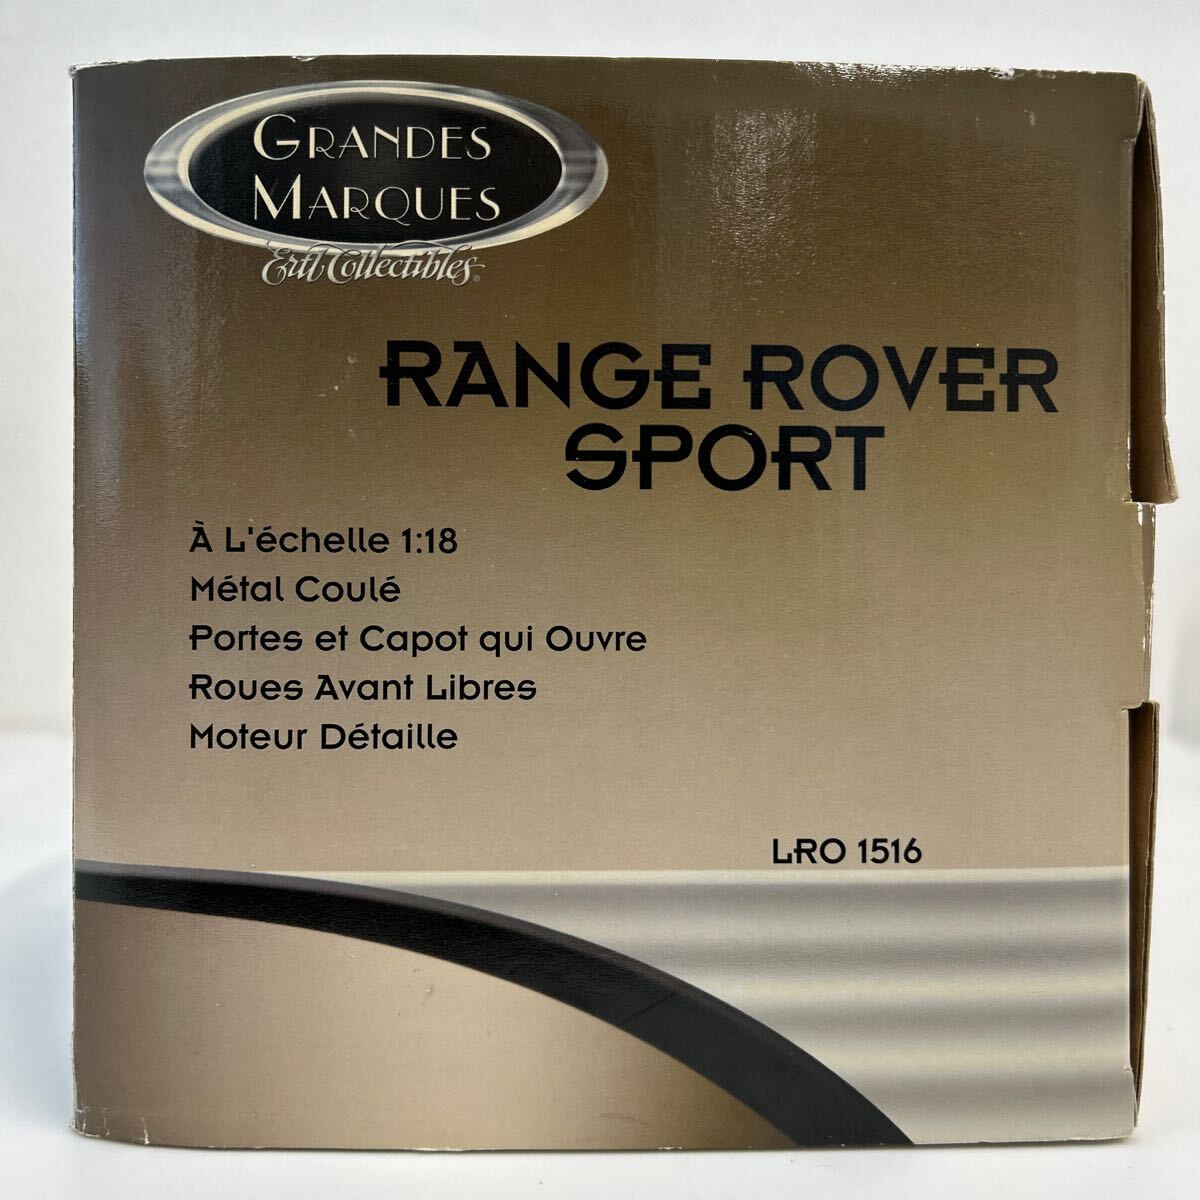 GRANDES
MARQUES
Ertl Collectibles®
RANGE ROVER
SPORT
À L'échelle 1:18
Métal Coulé
Portes et Capot qui Ouvre
Roues Avant Libres
Moteur Détaille
LRO 1516